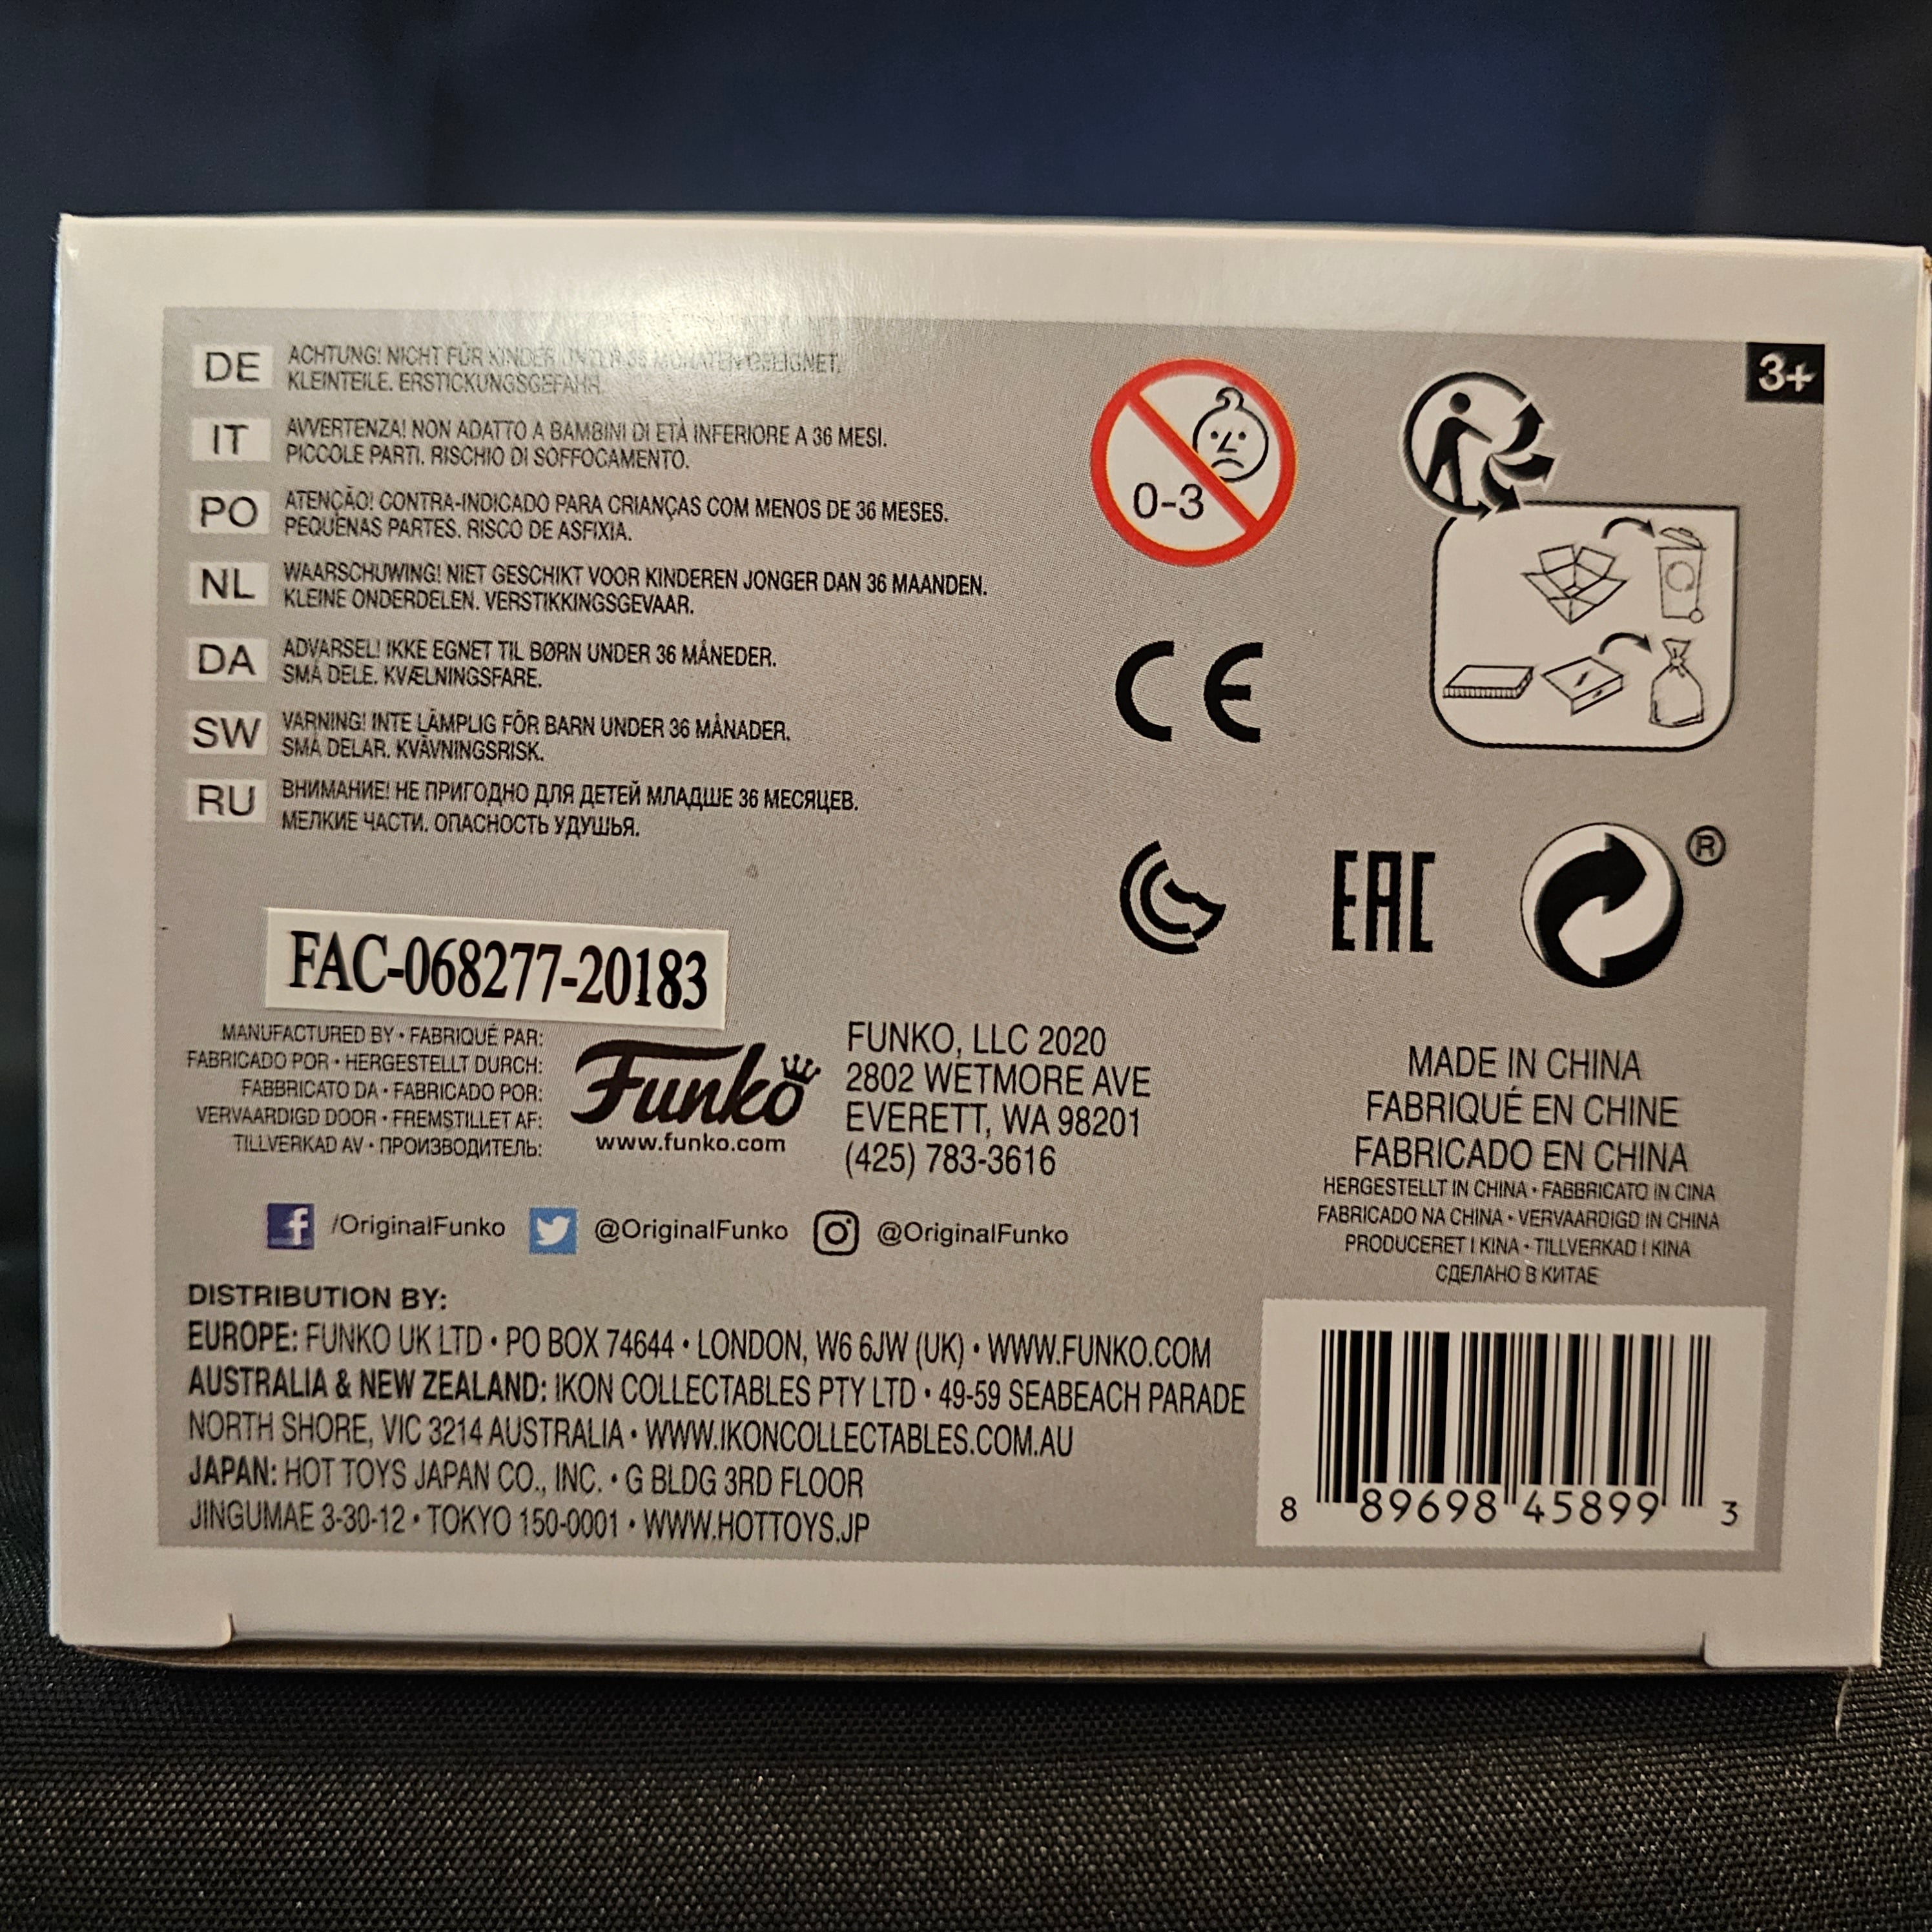 3+
DE
ACHTUNG! NICHT FÜR KINDER UNTER 36 MONATEN GEEIGNET.
KLEINTEILE. ERSTICKUNGSGEFAHR.
IT
AVVERTENZA! NON ADATTO A BAMBINI DI ETÀ INFERIORE A 36 MESI.
PICCOLE PARTI. RISCHIO DI SOFFOCAMENTO.
PO
ATENÇÃO! CONTRA-INDICADO PARA CRIANÇAS COM MENOS DE 36 MESES.
PEQUENAS PARTES. RISCO DE ASFIXIA.
NL
WAARSCHUWING! NIET GESCHIKT VOOR KINDEREN JONGER DAN 36 MAANDEN.
KLEINE ONDERDELEN. VERSTIKKINGSGEVAAR.
DA
ADVARSEL! IKKE EGNET TIL BØRN UNDER 36 MÅNEDER.
SMÅ DELE. KVÆLNINGSFARE.
SW
VARNING! INTE LÄMPLIG FÖR BARN UNDER 36 MÅNADER.
SMÅ DELAR. KVÄVNINGSRISK.
RU
ВНИМАНИЕ! НЕ ПРИГОДНО ДЛЯ ДЕТЕЙ МЛАДШЕ 36 МЕСЯЦЕВ.
МЕЛКИЕ ЧАСТИ. ОПАСНОСТЬ УДУШЬЯ.
0-3
CE
EAC
®
FAC-068277-20183
MANUFACTURED BY • FABRIQUÉ PAR:
FABRICADO POR • HERGESTELLT DURCH:
FABBRICATO DA • FABRICADO POR:
VERVAARDIGD DOOR • FREMSTILLET AF:
TILLVERKAD AV • ПРОИЗВОДИТЕЛЬ:
Funko
www.funko.com
FUNKO, LLC 2020
2802 WETMORE AVE
EVERETT, WA 98201
(425) 783-3616
MADE IN CHINA
FABRIQUÉ EN CHINE
FABRICADO EN CHINA
HERGESTELLT IN CHINA • FABBRICATO IN CINA
FABRICADO NA CHINA • VERVAARDIGD IN CHINA
PRODUCERET I KINA • TILLVERKAD I KINA
СДЕЛАНО В КИТАЕ
f /OriginalFunko @OriginalFunko @OriginalFunko
DISTRIBUTION BY:
EUROPE: FUNKO UK LTD • PO BOX 74644 • LONDON, W6 6JW (UK) • WWW.FUNKO.COM
AUSTRALIA & NEW ZEALAND: IKON COLLECTABLES PTY LTD • 49-59 SEABEACH PARADE
NORTH SHORE, VIC 3214 AUSTRALIA • WWW.IKONCOLLECTABLES.COM.AU
JAPAN: HOT TOYS JAPAN CO., INC. • G BLDG 3RD FLOOR
JINGUMAE 3-30-12 • TOKYO 150-0001 • WWW.HOTTOYS.JP
8 89698 45899 3